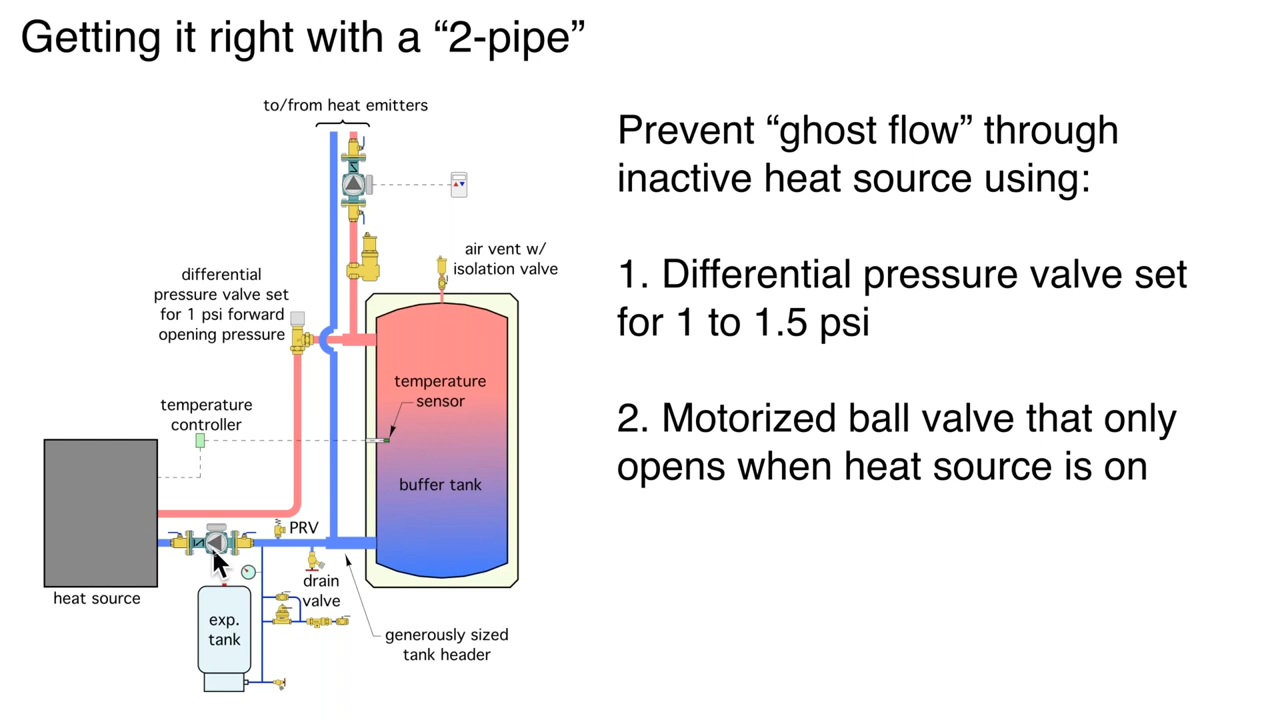 Getting it right with a “2-pipe”
to/from heat emitters
air vent w/
isolation valve
differential
pressure valve set
for 1 psi forward
opening pressure
temperature
sensor
temperature
controller
buffer tank
PRV
heat source
drain
valve
exp.
tank
generously sized
tank header
Prevent “ghost flow” through
inactive heat source using:
1. Differential pressure valve set
for 1 to 1.5 psi
2. Motorized ball valve that only
opens when heat source is on